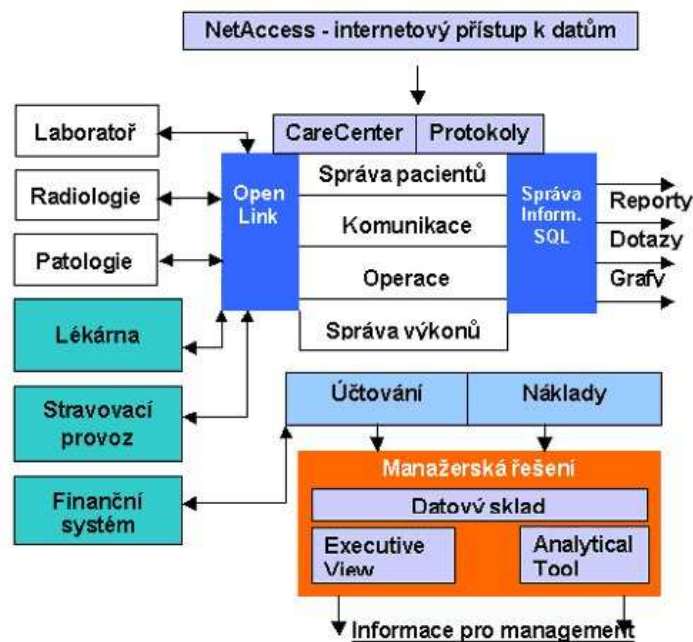 NetAccess - internetový přístup k datům
CareCenter
Protokoly
Laboratoř
Radiologie
Patologie
Lékárna
Stravovací
provoz
Finanční
systém
Open
Link
Správa pacientů
Komunikace
Operace
Správa výkonů
Správa
Inform.
SQL
Reporty
Dotazy
Grafy
Účtování
Náklady
Manažerská řešení
Datový sklad
Executive
View
Analytical
Tool
Informace pro management